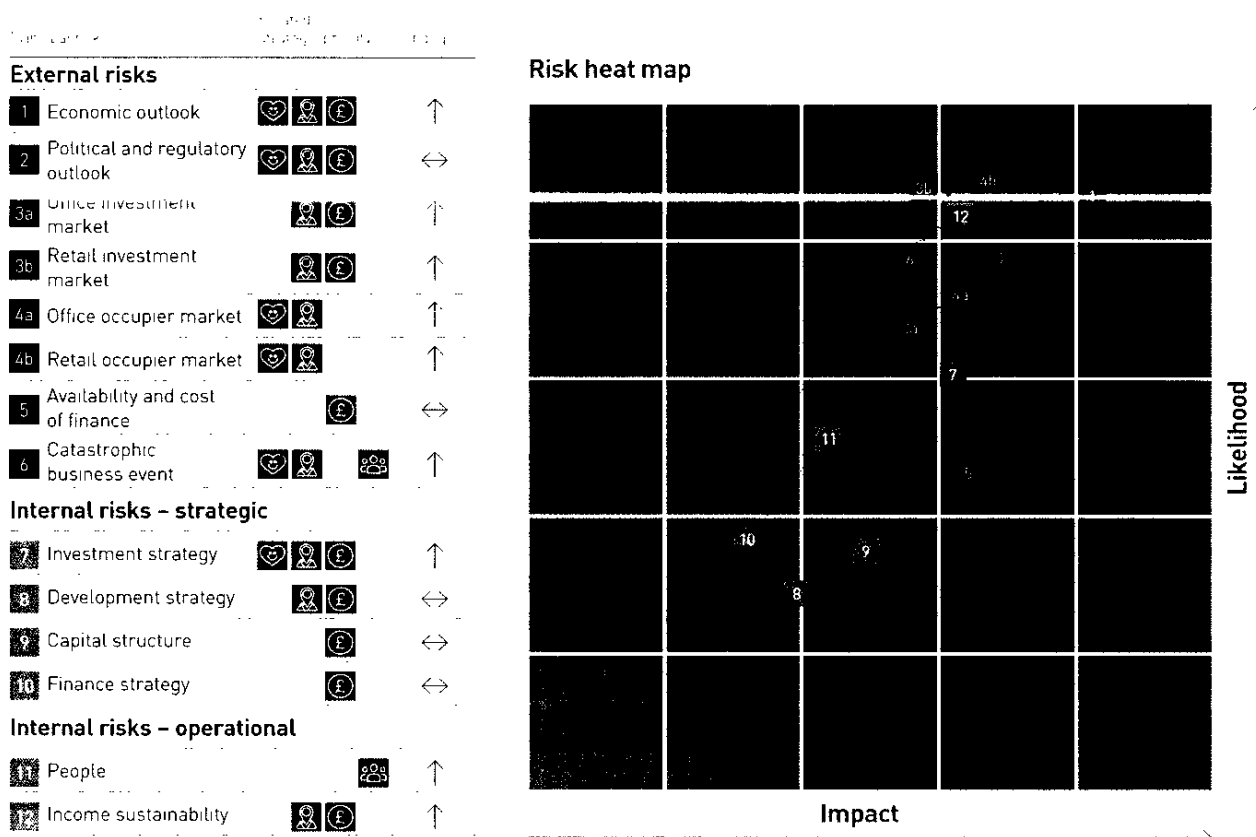 External risks
1 Economic outlook
2 Political and regulatory
outlook
3a Office investment
market
3b Retail investment
market
4a Office occupier market
4b Retail occupier market
5 Availability and cost
of finance
6 Catastrophic
business event
Internal risks – strategic
7 Investment strategy
8 Development strategy
9 Capital structure
10 Finance strategy
Internal risks – operational
11 People
12 Income sustainability
Risk heat map
3b 4b 1
12
4a
3a
7
11
10 9
8
Likelihood
Impact